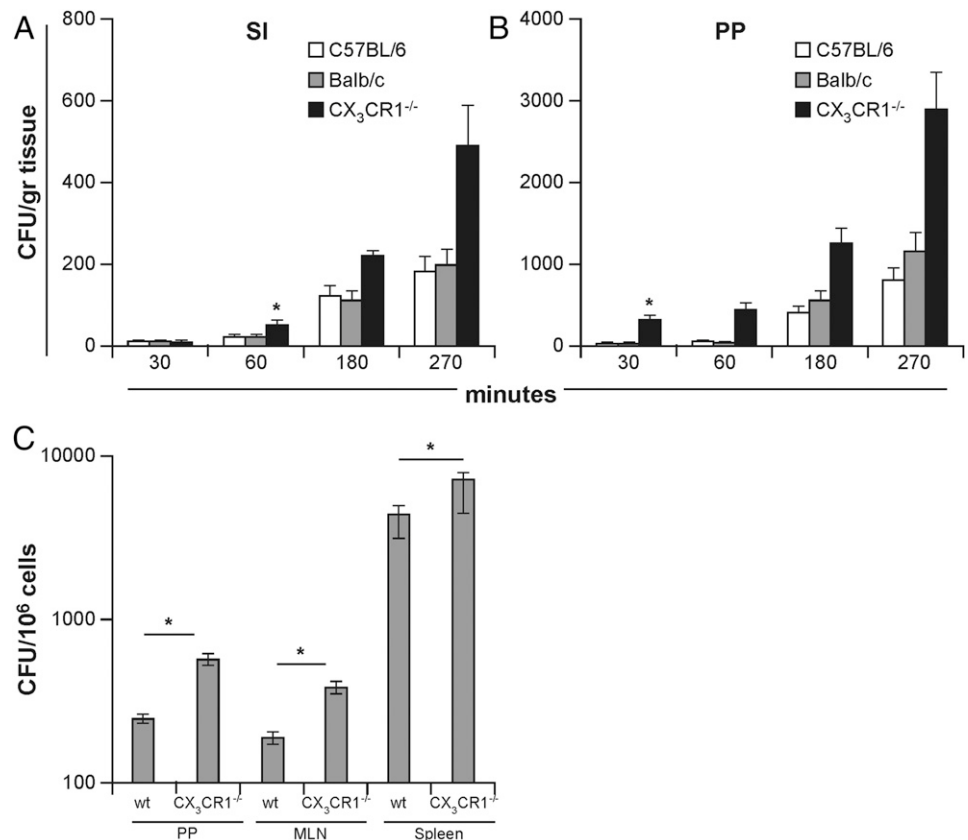 A
SI
C57BL/6
Balb/c
CX₃CR1⁻/⁻
CFU/gr tissue
800
600
400
200
0
30 60 180 270
B
PP
C57BL/6
Balb/c
CX₃CR1⁻/⁻
4000
3000
2000
1000
0
30 60 180 270
*
*
minutes
C
CFU/10⁶ cells
10000
1000
100
*
*
*
wt CX₃CR1⁻/⁻ wt CX₃CR1⁻/⁻ wt CX₃CR1⁻/⁻
PP MLN Spleen